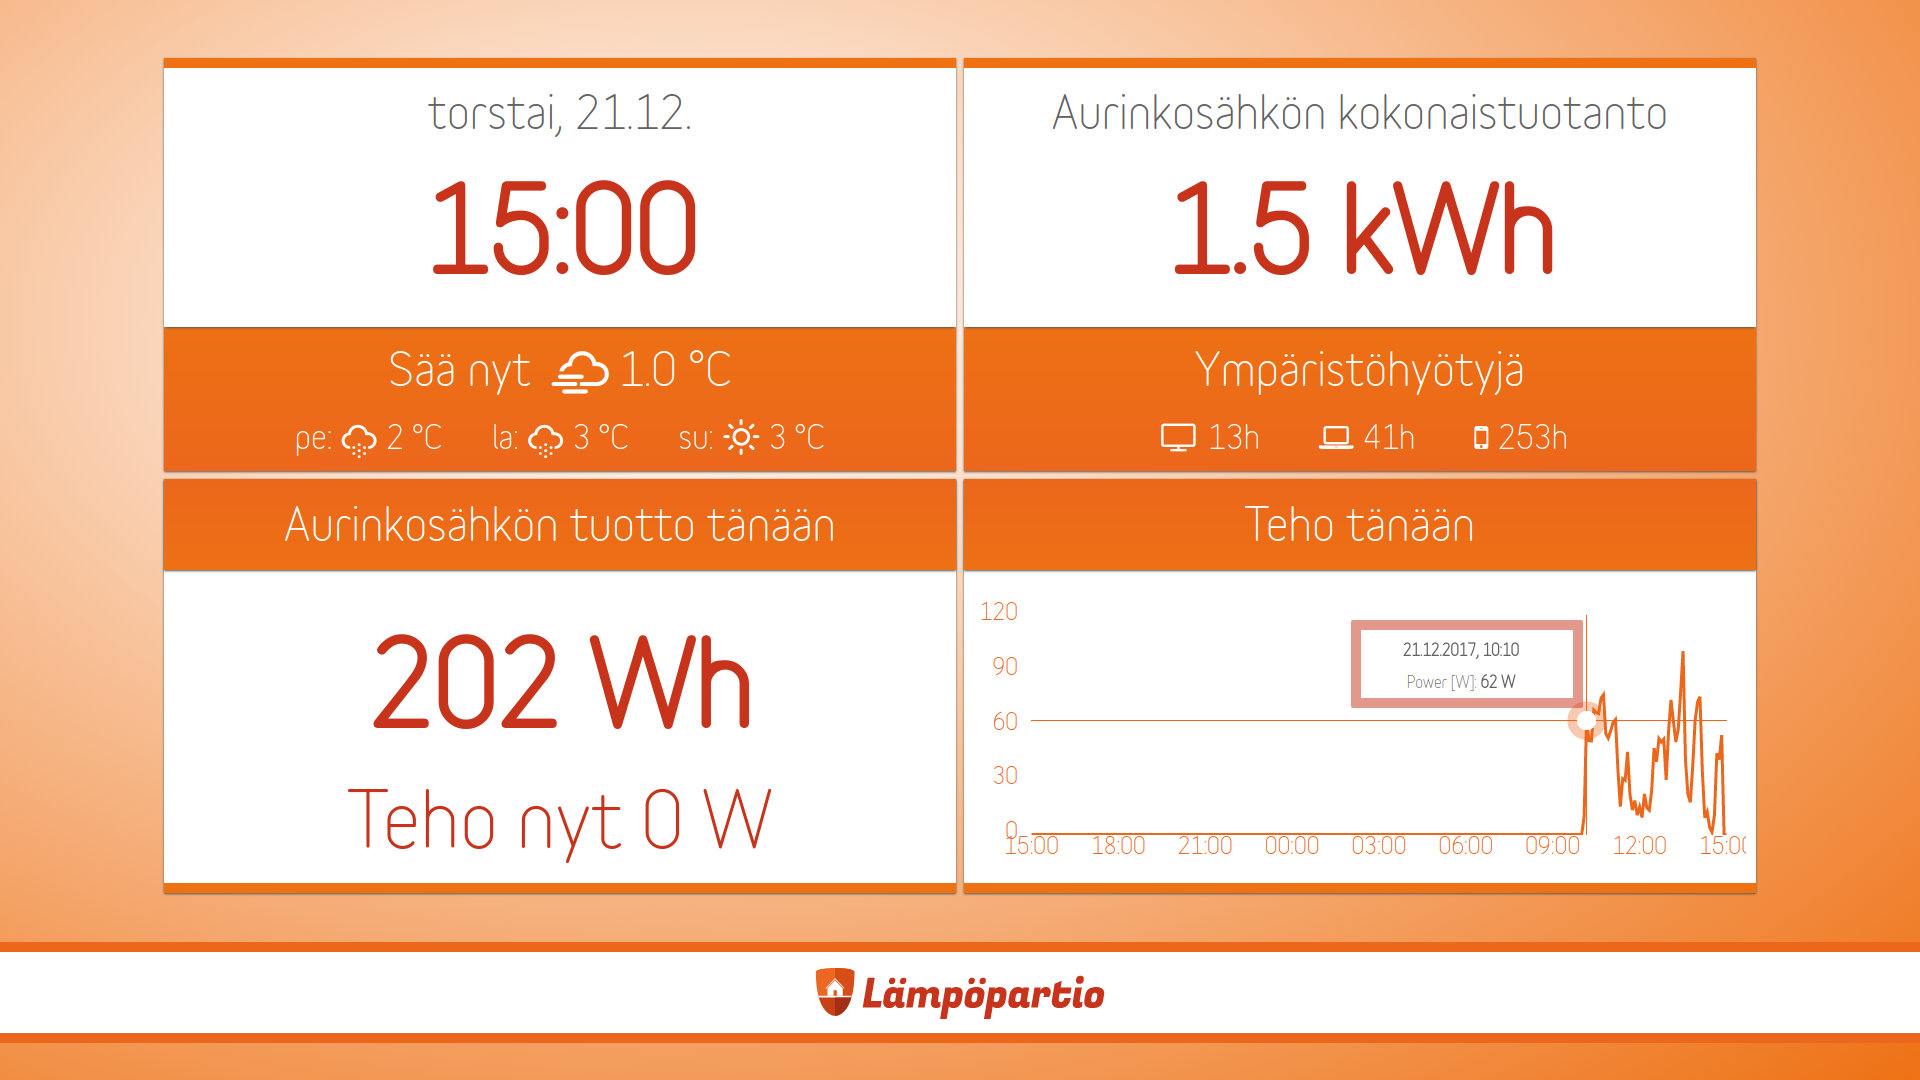 torstai, 21.12.
15:00
Sää nyt 1.0 °C
pe: 2 °C la: 3 °C su: 3 °C
Aurinkosähkön kokonaistuotanto
1.5 kWh
Ympäristöhyötyjä
13h 41h 253h
Aurinkosähkön tuotto tänään
202 Wh
Teho nyt 0 W
Teho tänään
120
90
60
30
0
21.12.2017, 10:10
Power [W]: 62 W
15:00 18:00 21:00 00:00 03:00 06:00 09:00 12:00 15:00
Lämpöpartio